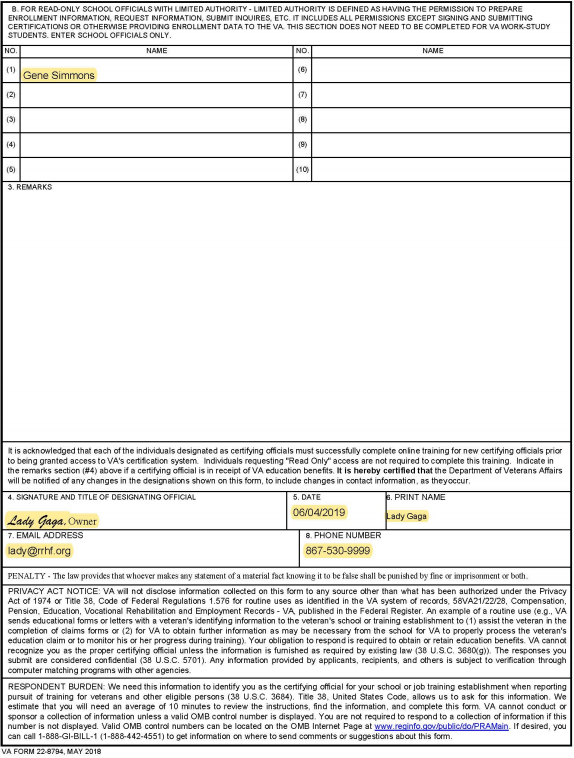 B. FOR READ-ONLY SCHOOL OFFICIALS WITH LIMITED AUTHORITY - LIMITED AUTHORITY IS DEFINED AS HAVING THE PERMISSION TO PREPARE
ENROLLMENT INFORMATION, REQUEST INFORMATION, SUBMIT INQUIRES, ETC. IT INCLUDES ALL PERMISSIONS EXCEPT SIGNING AND SUBMITTING
CERTIFICATIONS OR OTHERWISE PROVIDING ENROLLMENT DATA TO THE VA. THIS SECTION DOES NOT NEED TO BE COMPLETED FOR VA WORK-STUDY
STUDENTS. ENTER SCHOOL OFFICIALS ONLY.
NO. NAME NO. NAME
(1) Gene Simmons (6)
(2) (7)
(3) (8)
(4) (9)
(5) (10)
3. REMARKS
It is acknowledged that each of the individuals designated as certifying officials must successfully complete online training for new certifying officials prior
to being granted access to VA's certification system. Individuals requesting "Read Only" access are not required to complete this training. Indicate in
the remarks section (#4) above if a certifying official is in receipt of VA education benefits. It is hereby certified that the Department of Veterans Affairs
will be notified of any changes in the designations shown on this form, to include changes in contact information, as theyoccur.
4. SIGNATURE AND TITLE OF DESIGNATING OFFICIAL 5. DATE 6. PRINT NAME
Lady Gaga, Owner 06/04/2019 Lady Gaga
7. EMAIL ADDRESS 8. PHONE NUMBER
lady@rrhf.org 867-530-9999
PENALTY - The law provides that whoever makes any statement of a material fact knowing it to be false shall be punished by fine or imprisonment or both.
PRIVACY ACT NOTICE: VA will not disclose information collected on this form to any source other than what has been authorized under the Privacy
Act of 1974 or Title 38, Code of Federal Regulations 1.576 for routine uses as identified in the VA system of records, 58VA21/22/28, Compensation,
Pension, Education, Vocational Rehabilitation and Employment Records - VA, published in the Federal Register. An example of a routine use (e.g., VA
sends educational forms or letters with a veteran's identifying information to the veteran's school or training establishment to (1) assist the veteran in the
completion of claims forms or (2) for VA to obtain further information as may be necessary from the school for VA to properly process the veteran's
education claim or to monitor his or her progress during training). Your obligation to respond is required to obtain or retain education benefits. VA cannot
recognize you as the proper certifying official unless the information is furnished as required by existing law (38 U.S.C. 3680(g)). The responses you
submit are considered confidential (38 U.S.C. 5701). Any information provided by applicants, recipients, and others is subject to verification through
computer matching programs with other agencies.
RESPONDENT BURDEN: We need this information to identify you as the certifying official for your school or job training establishment when reporting
pursuit of training for veterans and other eligible persons (38 U.S.C. 3684). Title 38, United States Code, allows us to ask for this information. We
estimate that you will need an average of 10 minutes to review the instructions, find the information, and complete this form. VA cannot conduct or
sponsor a collection of information unless a valid OMB control number is displayed. You are not required to respond to a collection of information if this
number is not displayed. Valid OMB control numbers can be located on the OMB Internet Page at www.reginfo.gov/public/do/PRAMain. If desired, you
can call 1-888-GI-BILL-1 (1-888-442-4551) to get information on where to send comments or suggestions about this form.
VA FORM 22-8794, MAY 2018